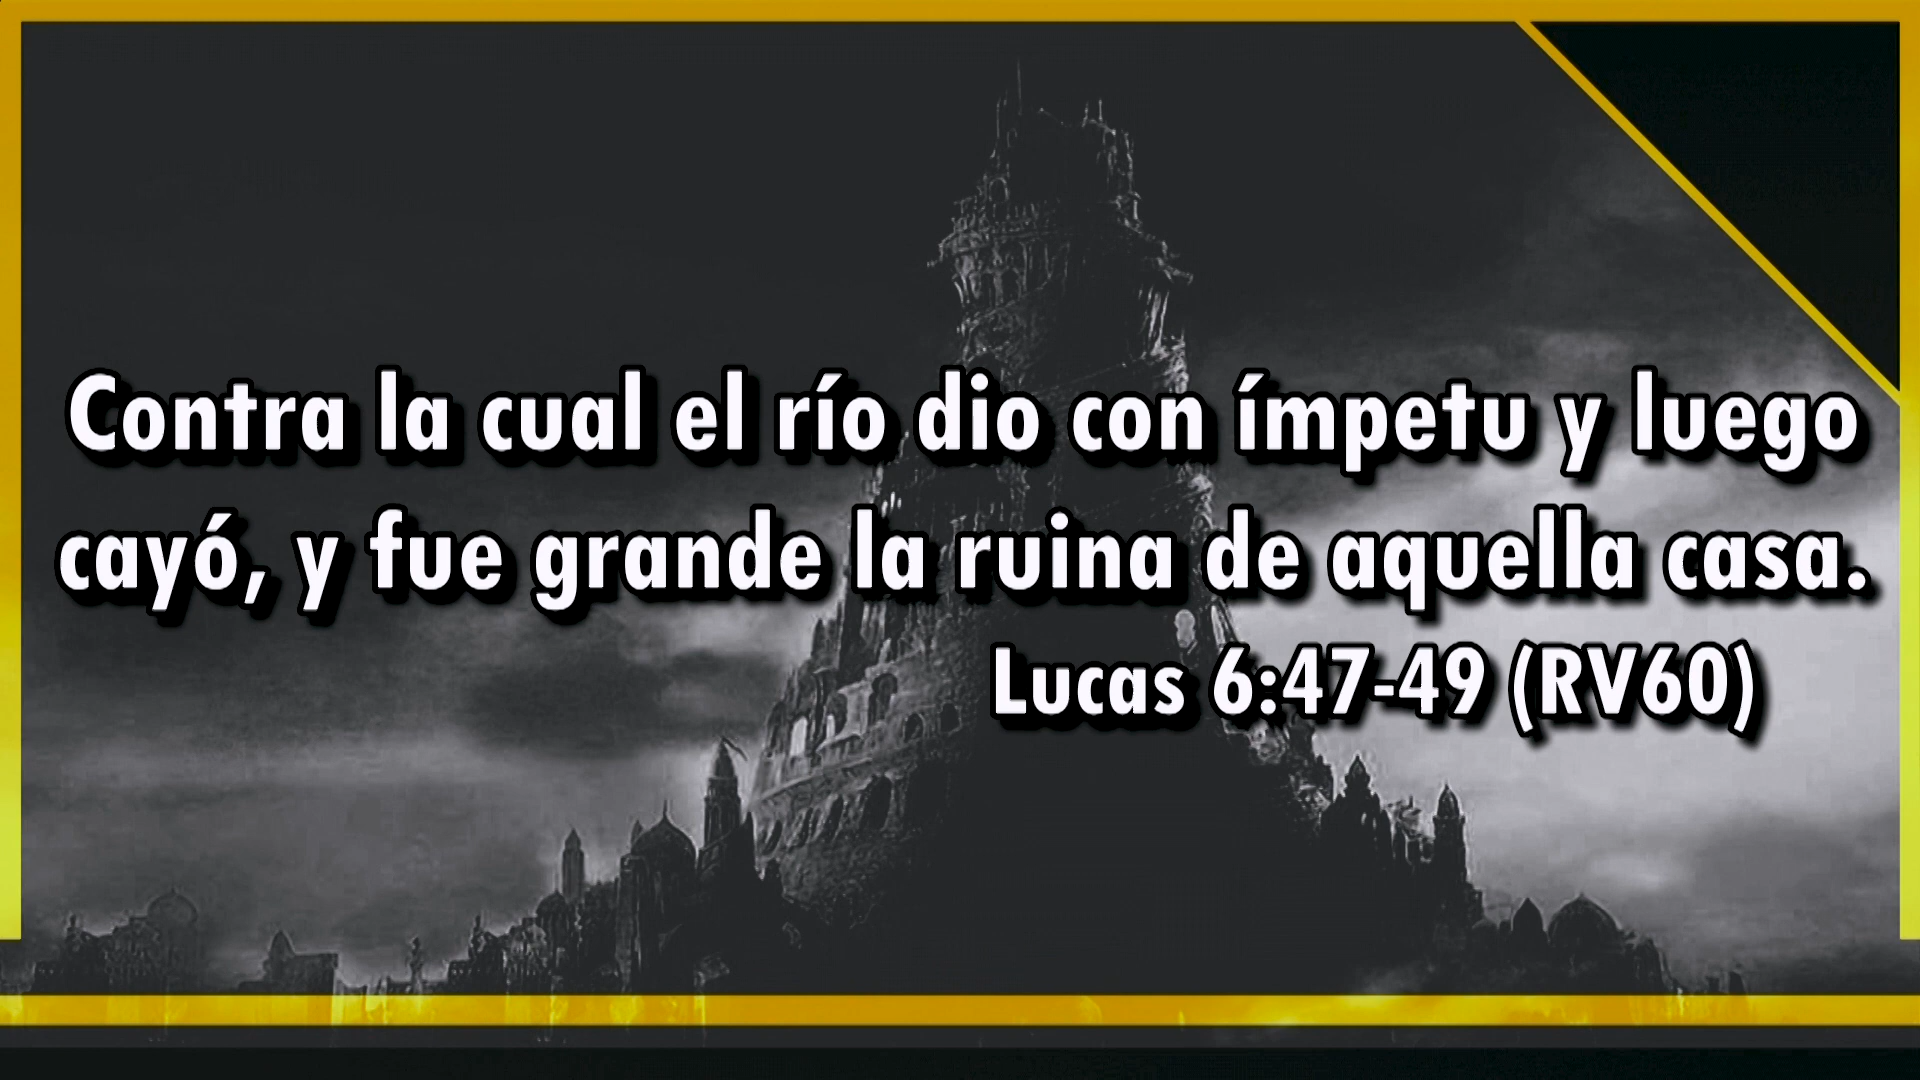 Contra la cual el río dio con ímpetu y luego
cayó, y fue grande la ruina de aquella casa.
Lucas 6:47-49 (RV60)